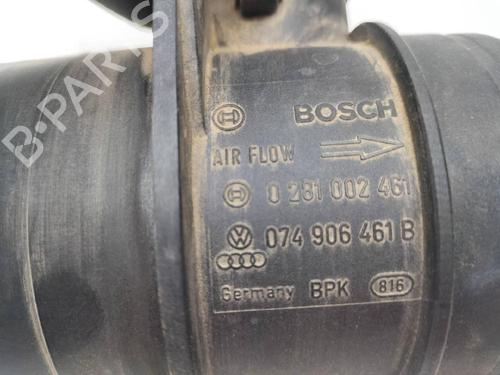 BOSCH
AIR FLOW
0 281 002 461
074 906 461 B
Germany BPK 816
B-PARTS